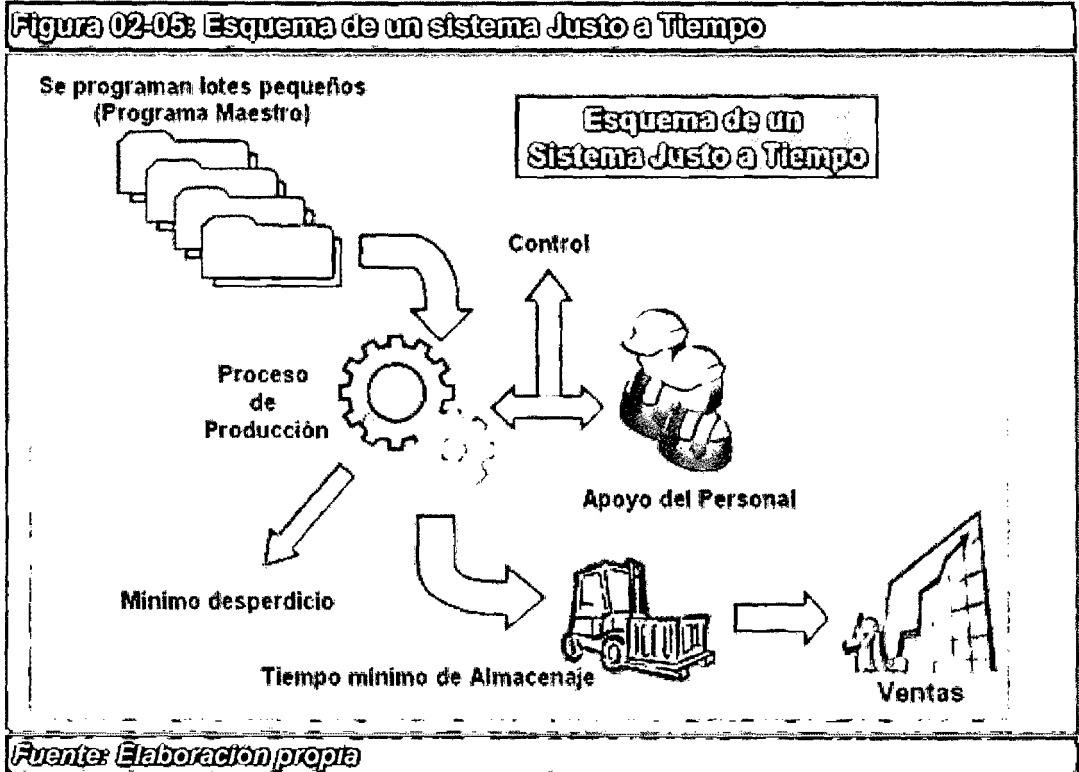 Figura 02-05: Esquema de un sistema Justo a Tiempo
Se programan lotes pequeños
(Programa Maestro)
Esquema de un
Sistema Justo a Tiempo
Control
Proceso
de
Producción
Apoyo del Personal
Mínimo desperdicio
Tiempo mínimo de Almacenaje
Ventas
Fuente: Elaboración propia